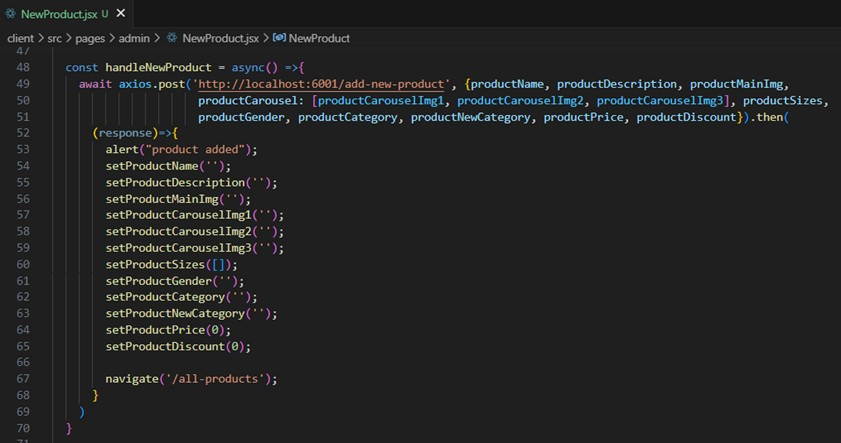 NewProduct.jsx U ✕
client > src > pages > admin > NewProduct.jsx > NewProduct
47
48 const handleNewProduct = async() =>{
49 await axios.post('http://localhost:6001/add-new-product', {productName, productDescription, productMainImg,
50 productCarousel: [productCarouselImg1, productCarouselImg2, productCarouselImg3], productSizes,
51 productGender, productCategory, productNewCategory, productPrice, productDiscount}).then(
52 (response)=>{
53 alert("product added");
54 setProductName('');
55 setProductDescription('');
56 setProductMainImg('');
57 setProductCarouselImg1('');
58 setProductCarouselImg2('');
59 setProductCarouselImg3('');
60 setProductSizes([]);
61 setProductGender('');
62 setProductCategory('');
63 setProductNewCategory('');
64 setProductPrice(0);
65 setProductDiscount(0);
66
67 navigate('/all-products');
68 }
69 )
70 }
71